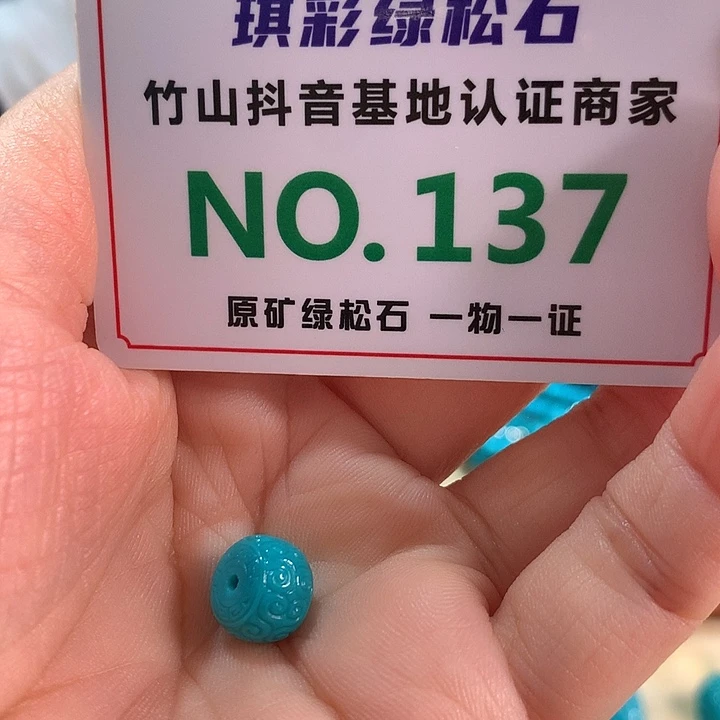 琪彩绿松石
竹山抖音基地认证商家
NO.137
原矿绿松石 一物一证